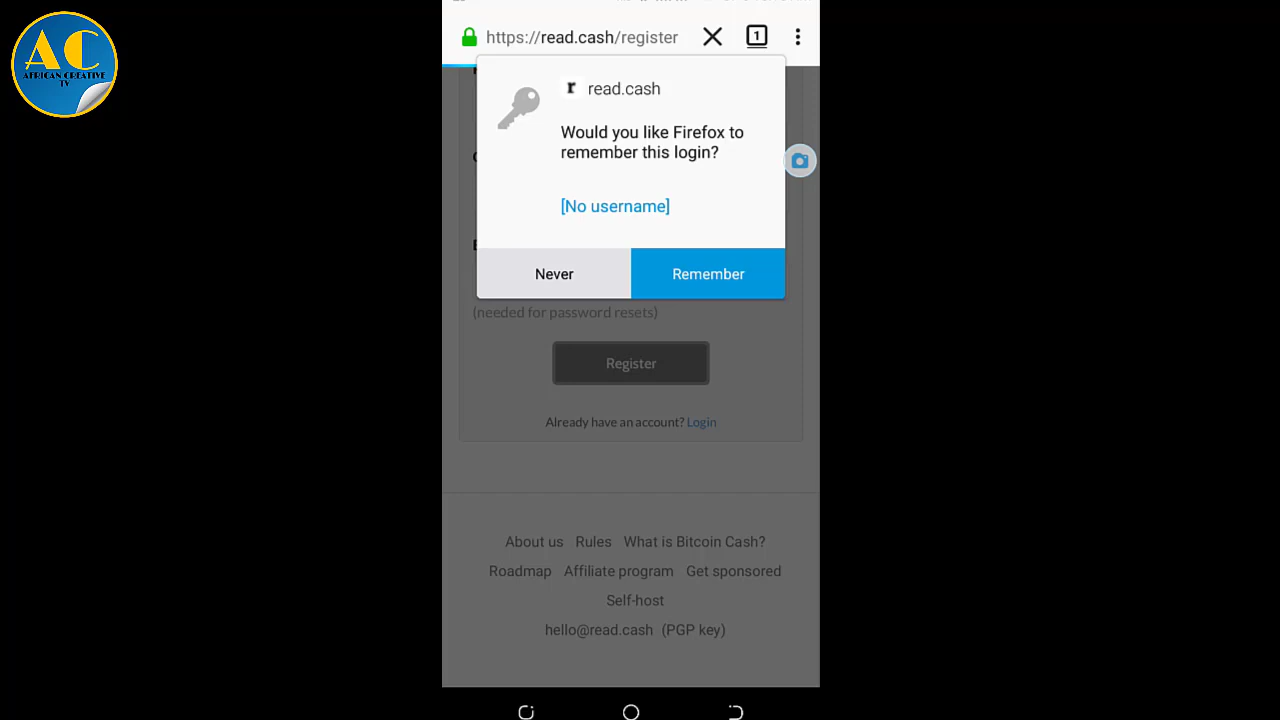 AC
AFRICAN CREATIVE
TV
https://read.cash/register
1
r read.cash
Would you like Firefox to
remember this login?
[No username]
Never
Remember
(needed for password resets)
Register
Already have an account? Login
About us Rules What is Bitcoin Cash?
Roadmap Affiliate program Get sponsored
Self-host
hello@read.cash (PGP key)